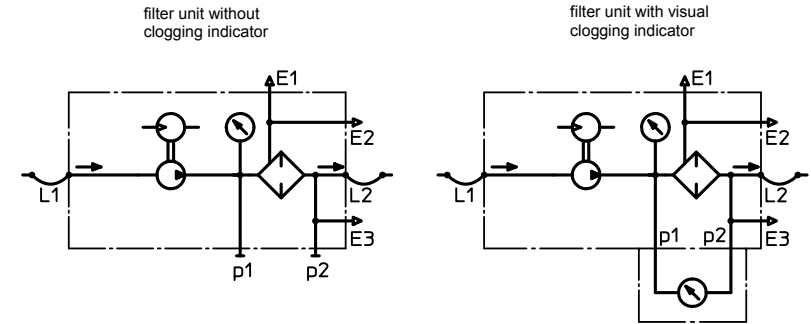 filter unit without
clogging indicator
E1
E2
L1
L2
E3
p1
p2
filter unit with visual
clogging indicator
E1
E2
L1
L2
p1
p2
E3